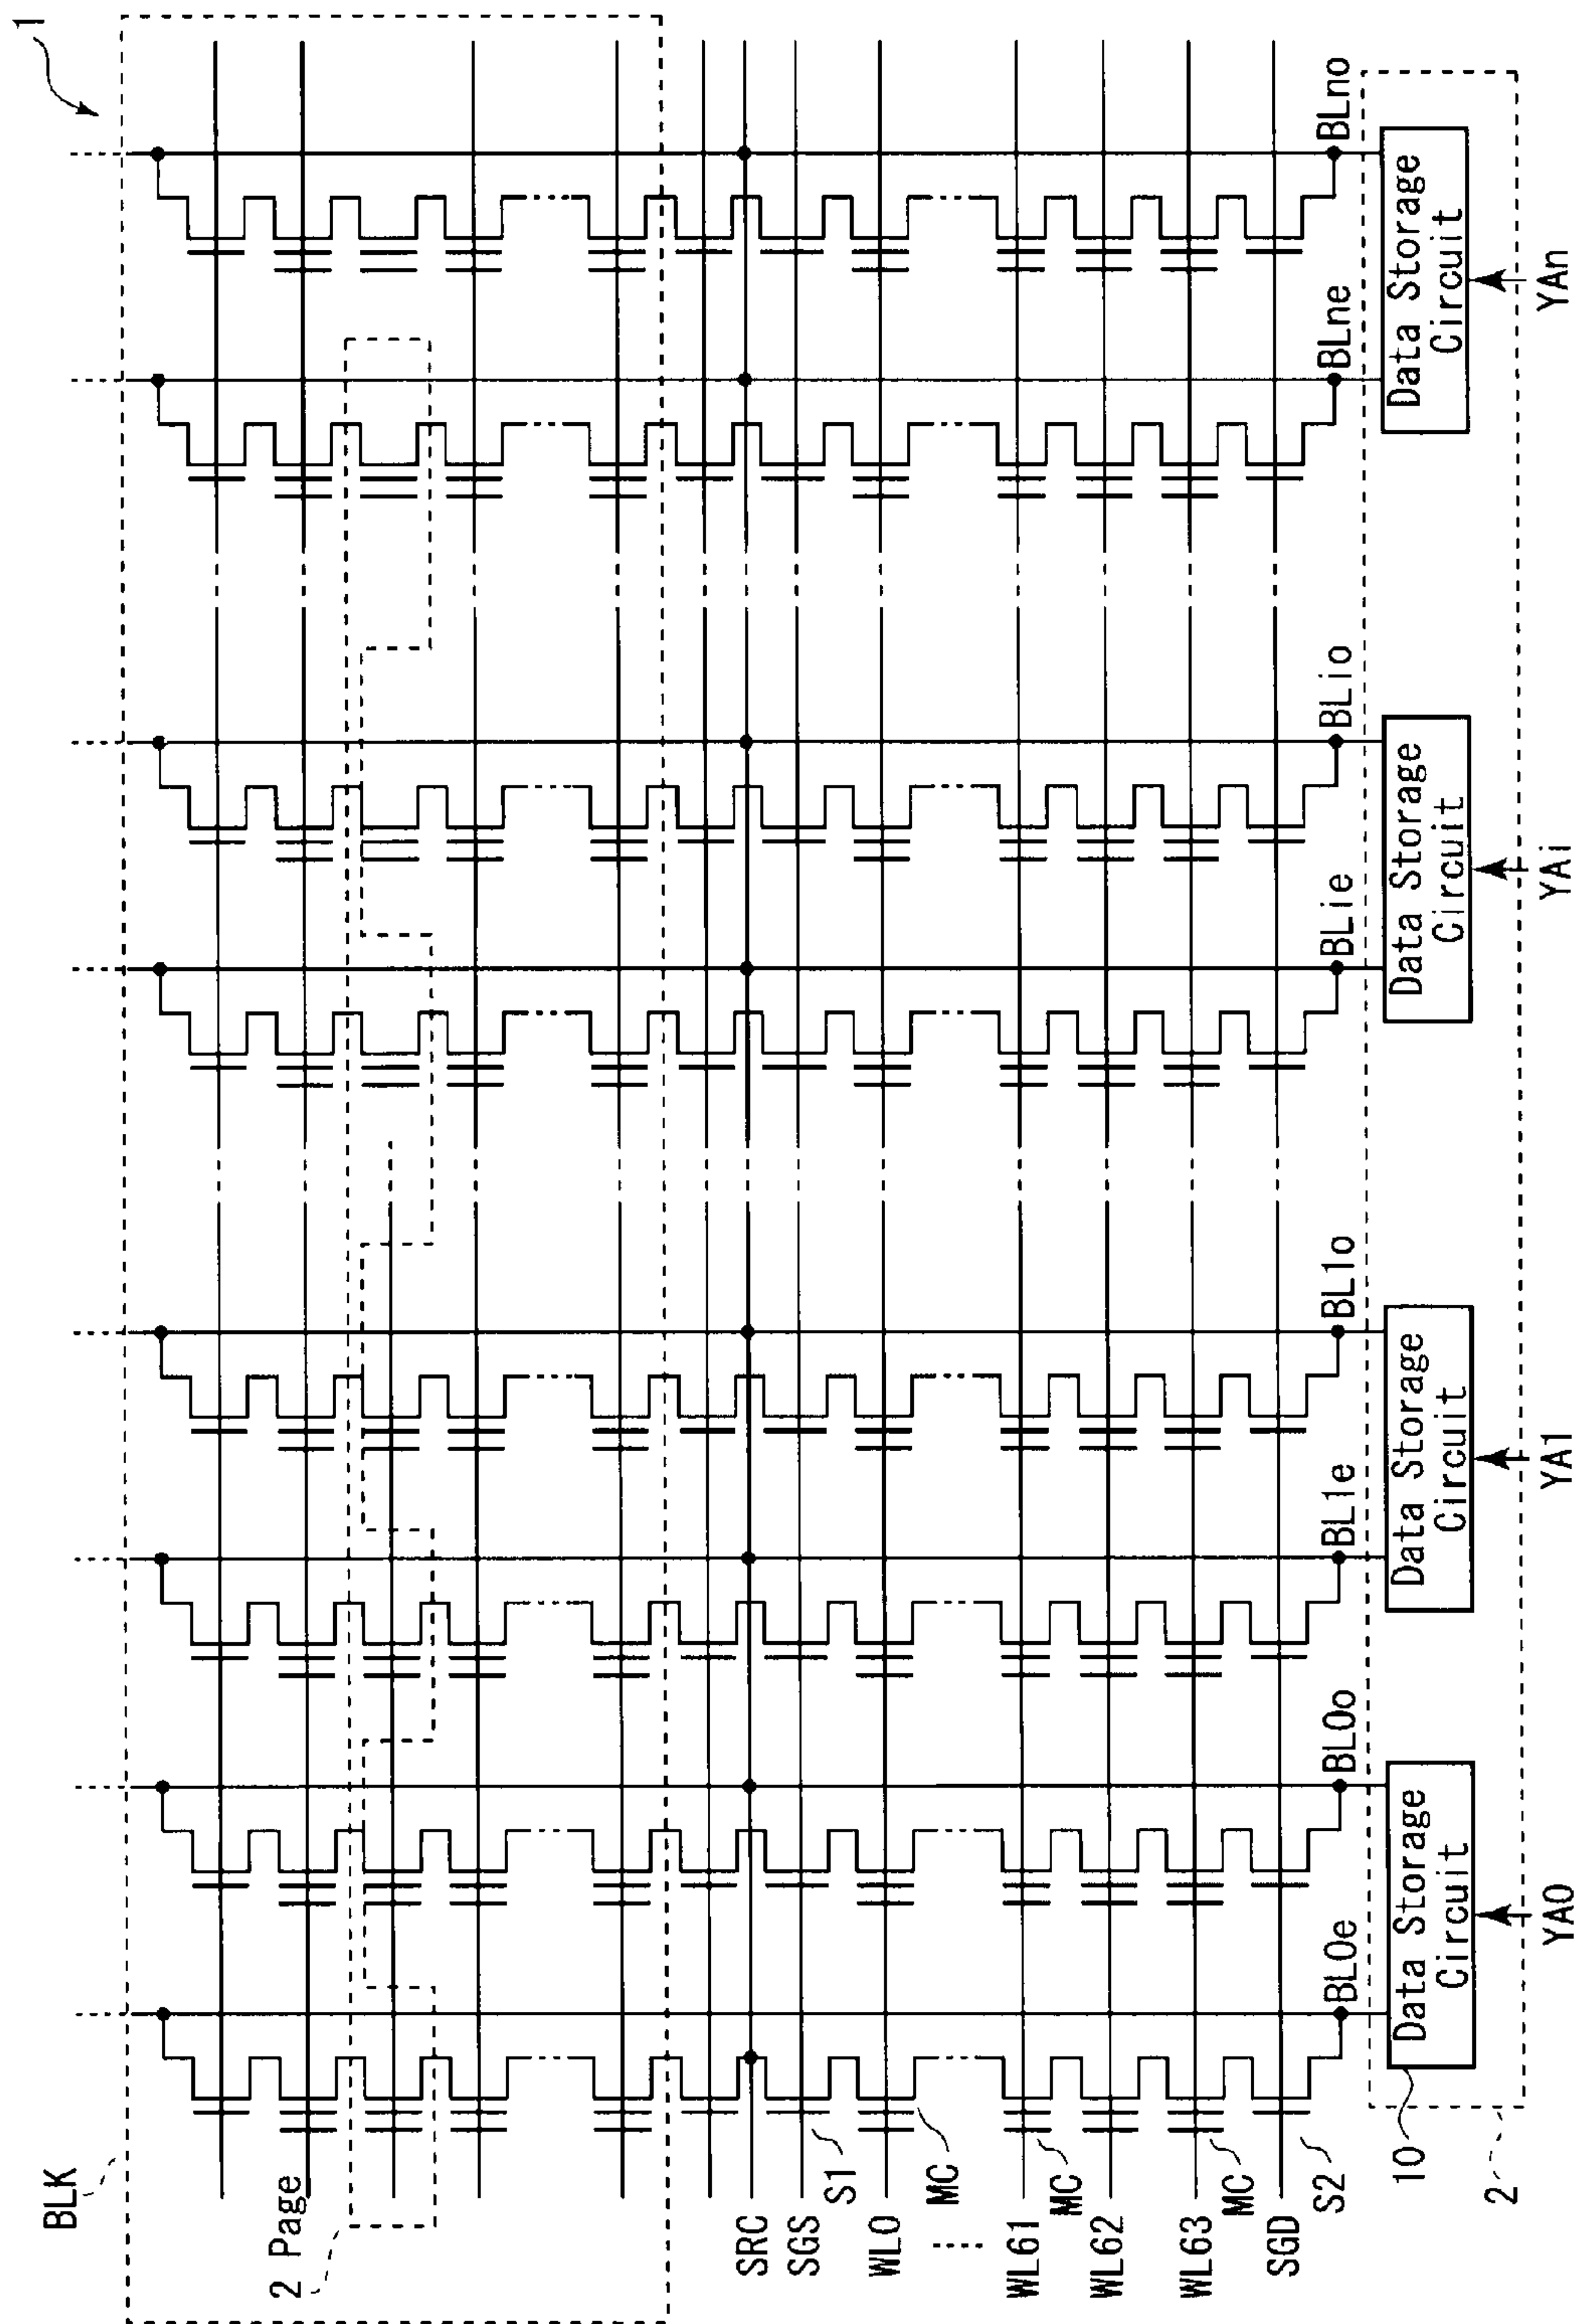 1
BLK
2 Page
SRC
SGS
S1
WL0
MC
WL61
MC
WL62
WL63
MC
SGD
S2
BL0e
BL0o
BL1e
BL1o
BLie
BLio
BLne
BLno
10
Data Storage
Circuit
Data Storage
Circuit
Data Storage
Circuit
Data Storage
Circuit
2
YA0
YA1
YAi
YAn